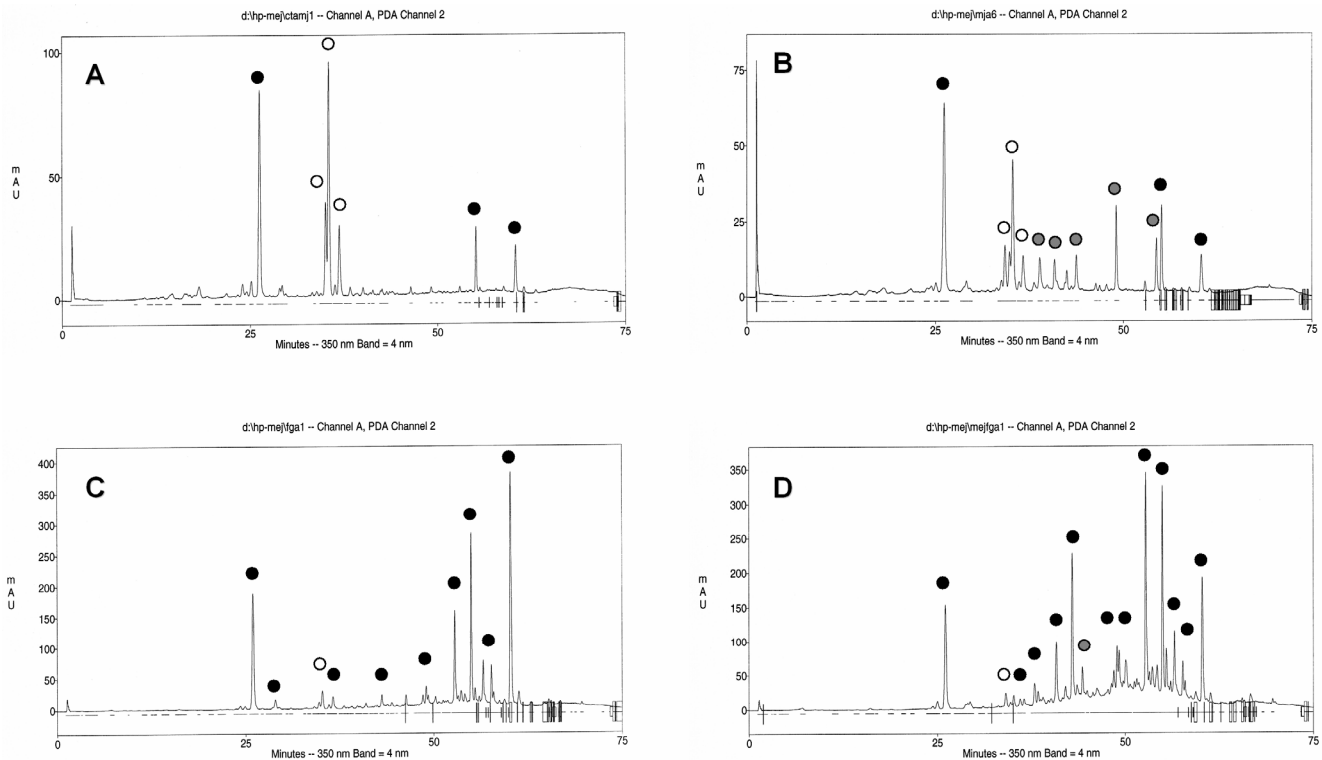 d:\hp-mej\ctamj1 -- Channel A, PDA Channel 2
A
100
50
0
m
A
U
0
25
50
75
Minutes -- 350 nm Band = 4 nm
d:\hp-mej\mja6 -- Channel A, PDA Channel 2
B
75
50
25
0
m
A
U
0
25
50
75
Minutes -- 350 nm Band = 4 nm
d:\hp-mej\fga1 -- Channel A, PDA Channel 2
C
400
350
300
250
200
150
100
50
0
m
A
U
0
25
50
75
Minutes -- 350 nm Band = 4 nm
d:\hp-mej\mejfga1 -- Channel A, PDA Channel 2
D
350
300
250
200
150
100
50
0
m
A
U
0
25
50
75
Minutes -- 350 nm Band = 4 nm